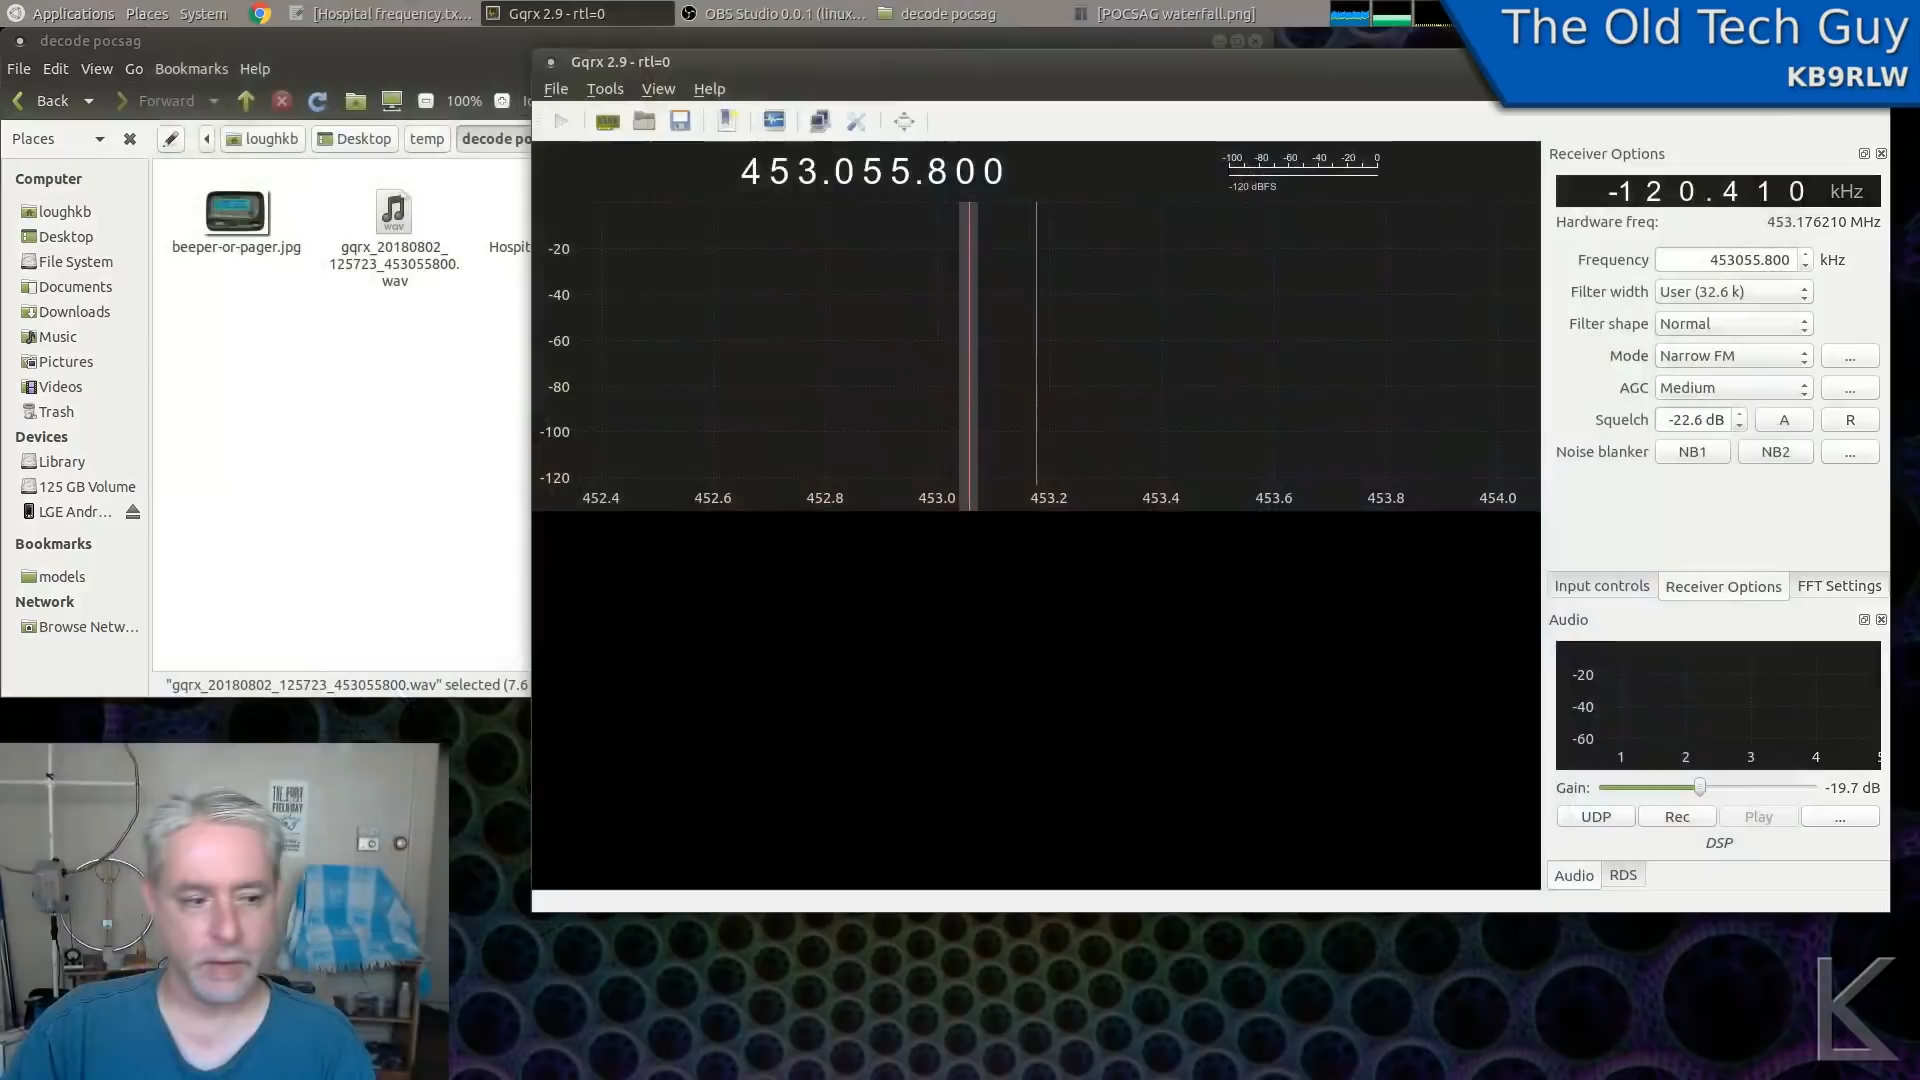 Applications Places System [Hospital frequency.tx... Gqrx 2.9 - rtl=0 OBS Studio 0.0.1 (linux... decode pocsag [POCSAG waterfall.png]
The Old Tech Guy
KB9RLW
decode pocsag
File Edit View Go Bookmarks Help
Back Forward 100%
Places loughkb Desktop temp decode po
Computer
loughkb
Desktop
File System
Documents
Downloads
Music
Pictures
Videos
Trash
Devices
Library
125 GB Volume
LGE Andr...
Bookmarks
models
Network
Browse Netw...
beeper-or-pager.jpg
wav
gqrx_20180802_
125723_453055800.
wav
Hospit
"gqrx_20180802_125723_453055800.wav" selected (7.6
Gqrx 2.9 - rtl=0
File Tools View Help
453.055.800
-100 -80 -60 -40 -20 0
-120 dBFS
-20
-40
-60
-80
-100
-120
452.4 452.6 452.8 453.0 453.2 453.4 453.6 453.8 454.0
Receiver Options
-120.410 kHz
Hardware freq: 453.176210 MHz
Frequency 453055.800 kHz
Filter width User (32.6 k)
Filter shape Normal
Mode Narrow FM ...
AGC Medium ...
Squelch -22.6 dB A R
Noise blanker NB1 NB2 ...
Input controls Receiver Options FFT Settings
Audio
-20
-40
-60
1 2 3 4
Gain: -19.7 dB
UDP Rec Play ...
DSP
Audio RDS
FIELD DAY
K